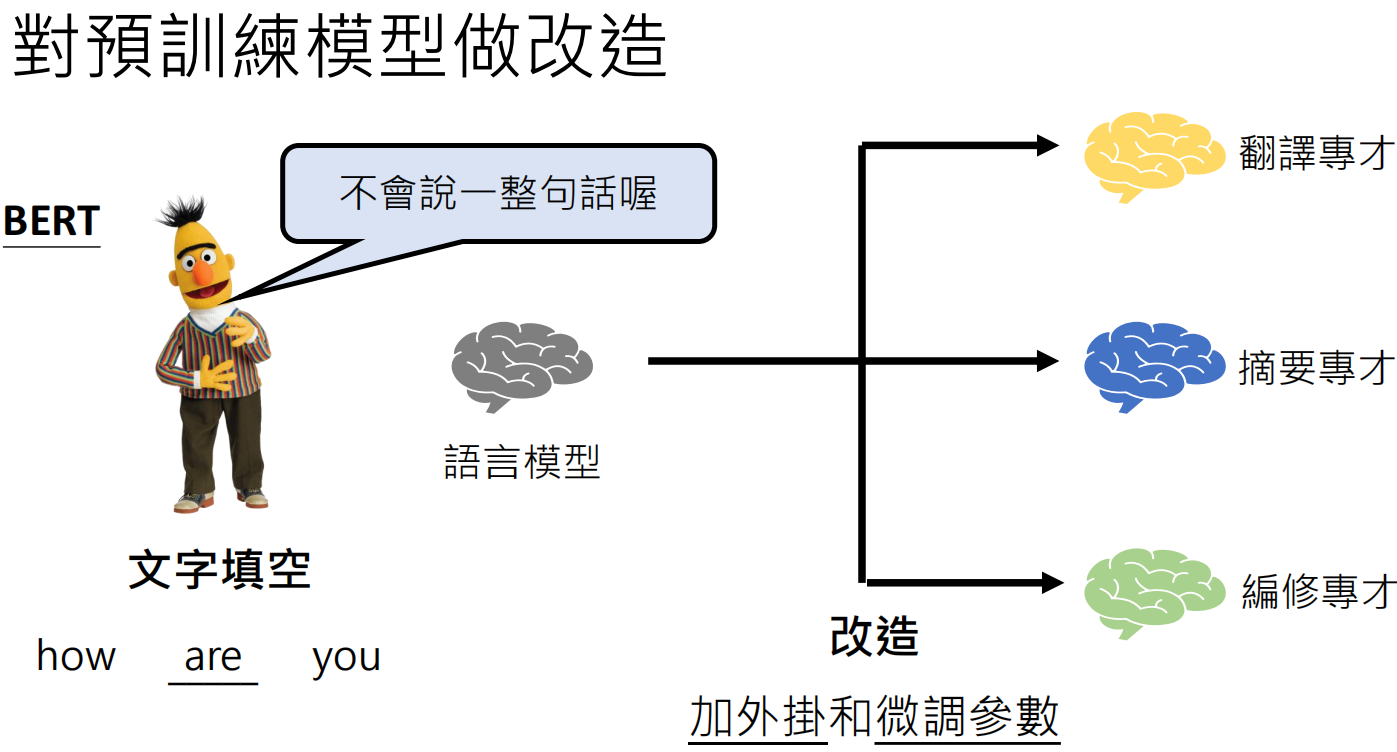 對預訓練模型做改造
不會說一整句話喔
BERT
翻譯專才
摘要專才
語言模型
文字填空
編修專才
改造
how are you
加外掛和微調參數